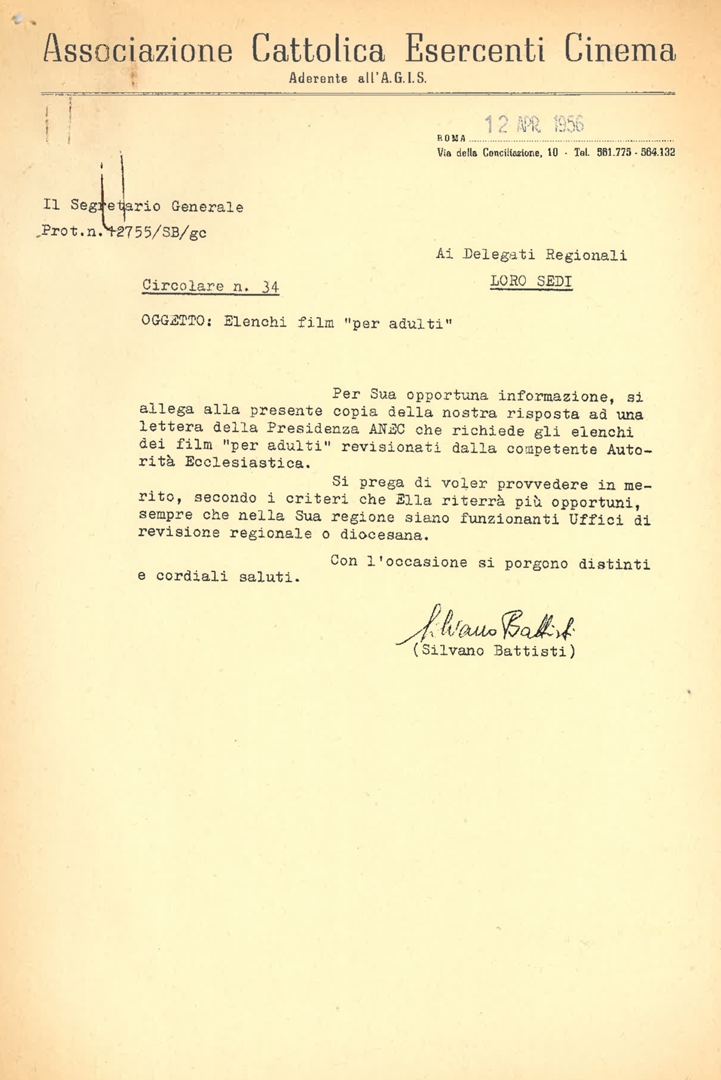 Associazione Cattolica Esercenti Cinema
Aderente all'A.G.I.S.
ROMA 12 APR. 1956
Via della Conciliazione, 10 - Tel. 561.775 - 564.132
Il Segretario Generale
Prot.n. 2755/SB/gc
Ai Delegati Regionali
LORO SEDI
Circolare n. 34
OGGETTO: Elenchi film "per adulti"
Per Sua opportuna informazione, si
allega alla presente copia della nostra risposta ad una
lettera della Presidenza ANEC che richiede gli elenchi
dei film "per adulti" revisionati dalla competente Auto-
rità Ecclesiastica.
Si prega di voler provvedere in me-
rito, secondo i criteri che Ella riterrà più opportuni,
sempre che nella Sua regione siano funzionanti Uffici di
revisione regionale o diocesana.
Con l'occasione si porgono distinti
e cordiali saluti.
Silvano Battisti
(Silvano Battisti)